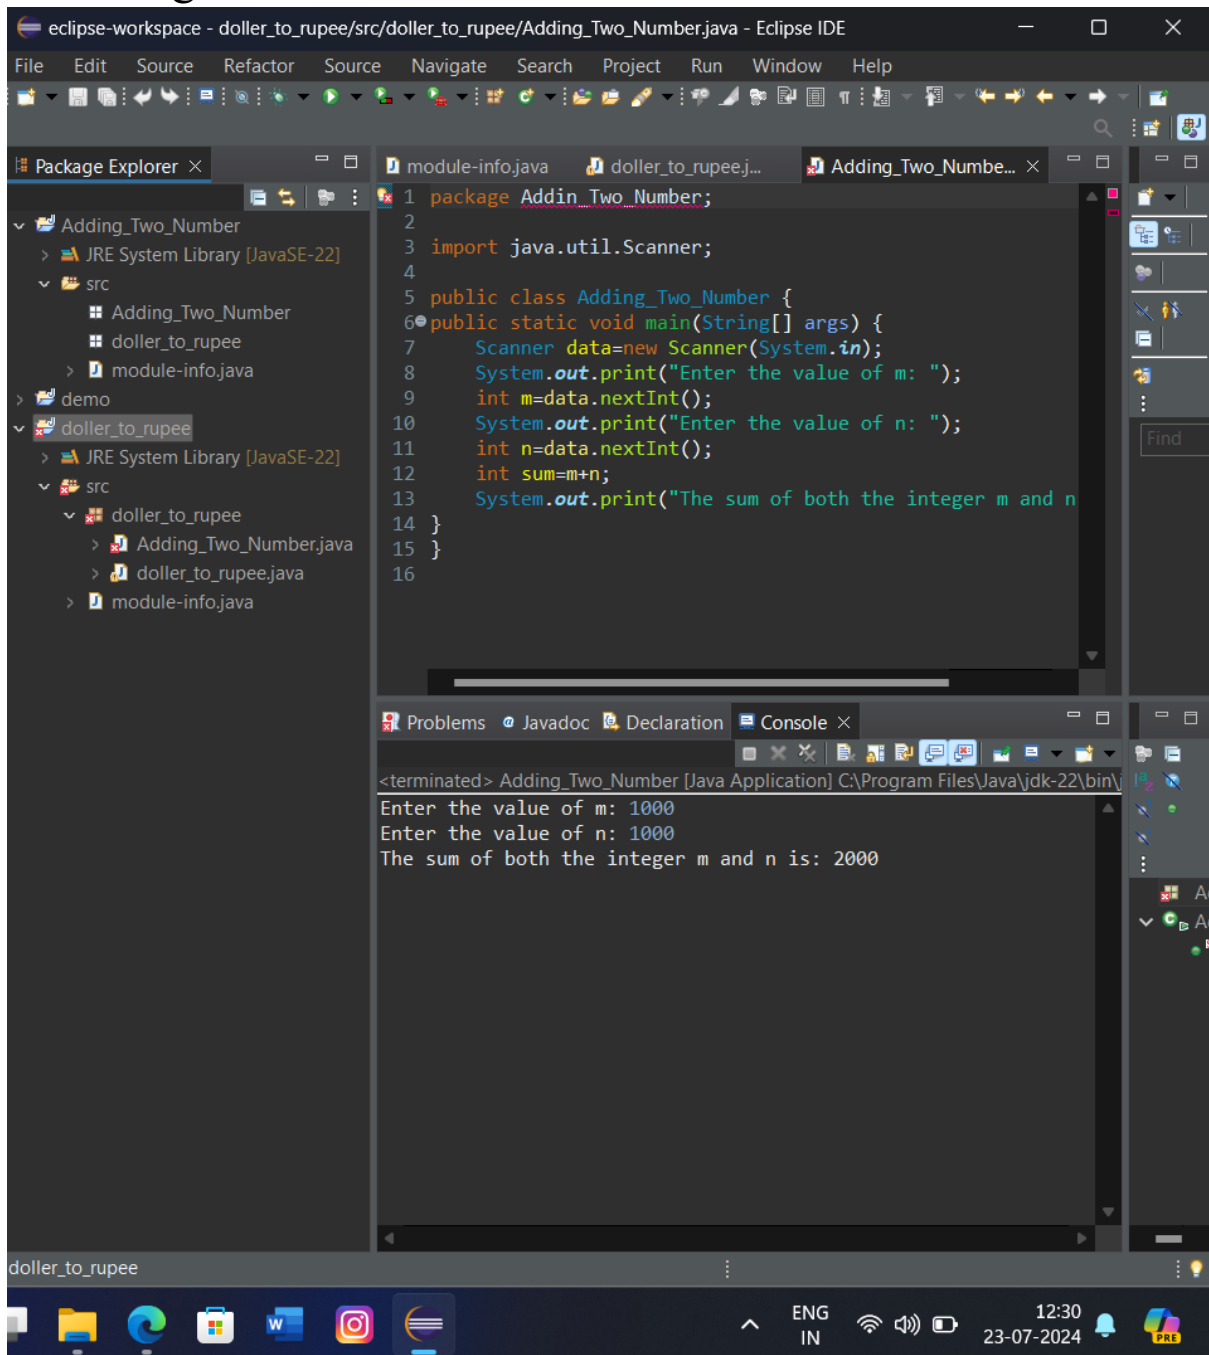 eclipse-workspace - doller_to_rupee/src/doller_to_rupee/Adding_Two_Number.java - Eclipse IDE
File Edit Source Refactor Source Navigate Search Project Run Window Help
Package Explorer
module-info.java doller_to_rupee.j... Adding_Two_Numbe...
Adding_Two_Number
JRE System Library [JavaSE-22]
src
Adding_Two_Number
doller_to_rupee
module-info.java
demo
doller_to_rupee
JRE System Library [JavaSE-22]
src
doller_to_rupee
Adding_Two_Number.java
doller_to_rupee.java
module-info.java
1 package Addin_Two_Number;
2
3 import java.util.Scanner;
4
5 public class Adding_Two_Number {
6 public static void main(String[] args) {
7 Scanner data=new Scanner(System.in);
8 System.out.print("Enter the value of m: ");
9 int m=data.nextInt();
10 System.out.print("Enter the value of n: ");
11 int n=data.nextInt();
12 int sum=m+n;
13 System.out.print("The sum of both the integer m and n
14 }
15 }
16
Find
Problems Javadoc Declaration Console
<terminated> Adding_Two_Number [Java Application] C:\Program Files\Java\jdk-22\bin\j
Enter the value of m: 1000
Enter the value of n: 1000
The sum of both the integer m and n is: 2000
doller_to_rupee
ENG
IN
12:30
23-07-2024
PRE